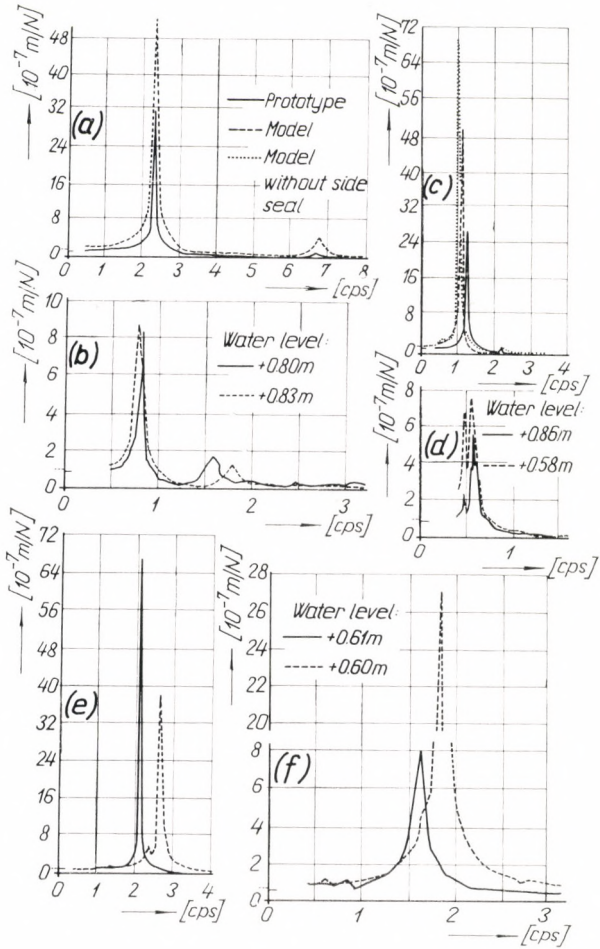 [10⁻⁷m/N]
48
40
32
24
16
8
0
(a)
Prototype
Model
Model
without side
seal
0 1 2 3 4 5 6 7 8
[cps]
[10⁻⁷m/N]
72
64
56
48
40
32
24
16
8
0
(c)
0 1 2 3 4
[cps]
[10⁻⁷m/N]
10
8
6
4
2
0
(b)
Water level:
+0.80m
+0.83m
0 1 2 3
[cps]
[10⁻⁷m/N]
8
6
4
2
0
(d)
Water level:
+0.86m
+0.58m
0 1
[cps]
[10⁻⁷m/N]
72
64
56
48
40
32
24
16
8
0
(e)
0 1 2 3 4
[cps]
[10⁻⁷m/N]
28
26
24
22
20
8
6
4
2
0
(f)
Water level:
+0.61m
+0.60m
0 1 2 3
[cps]